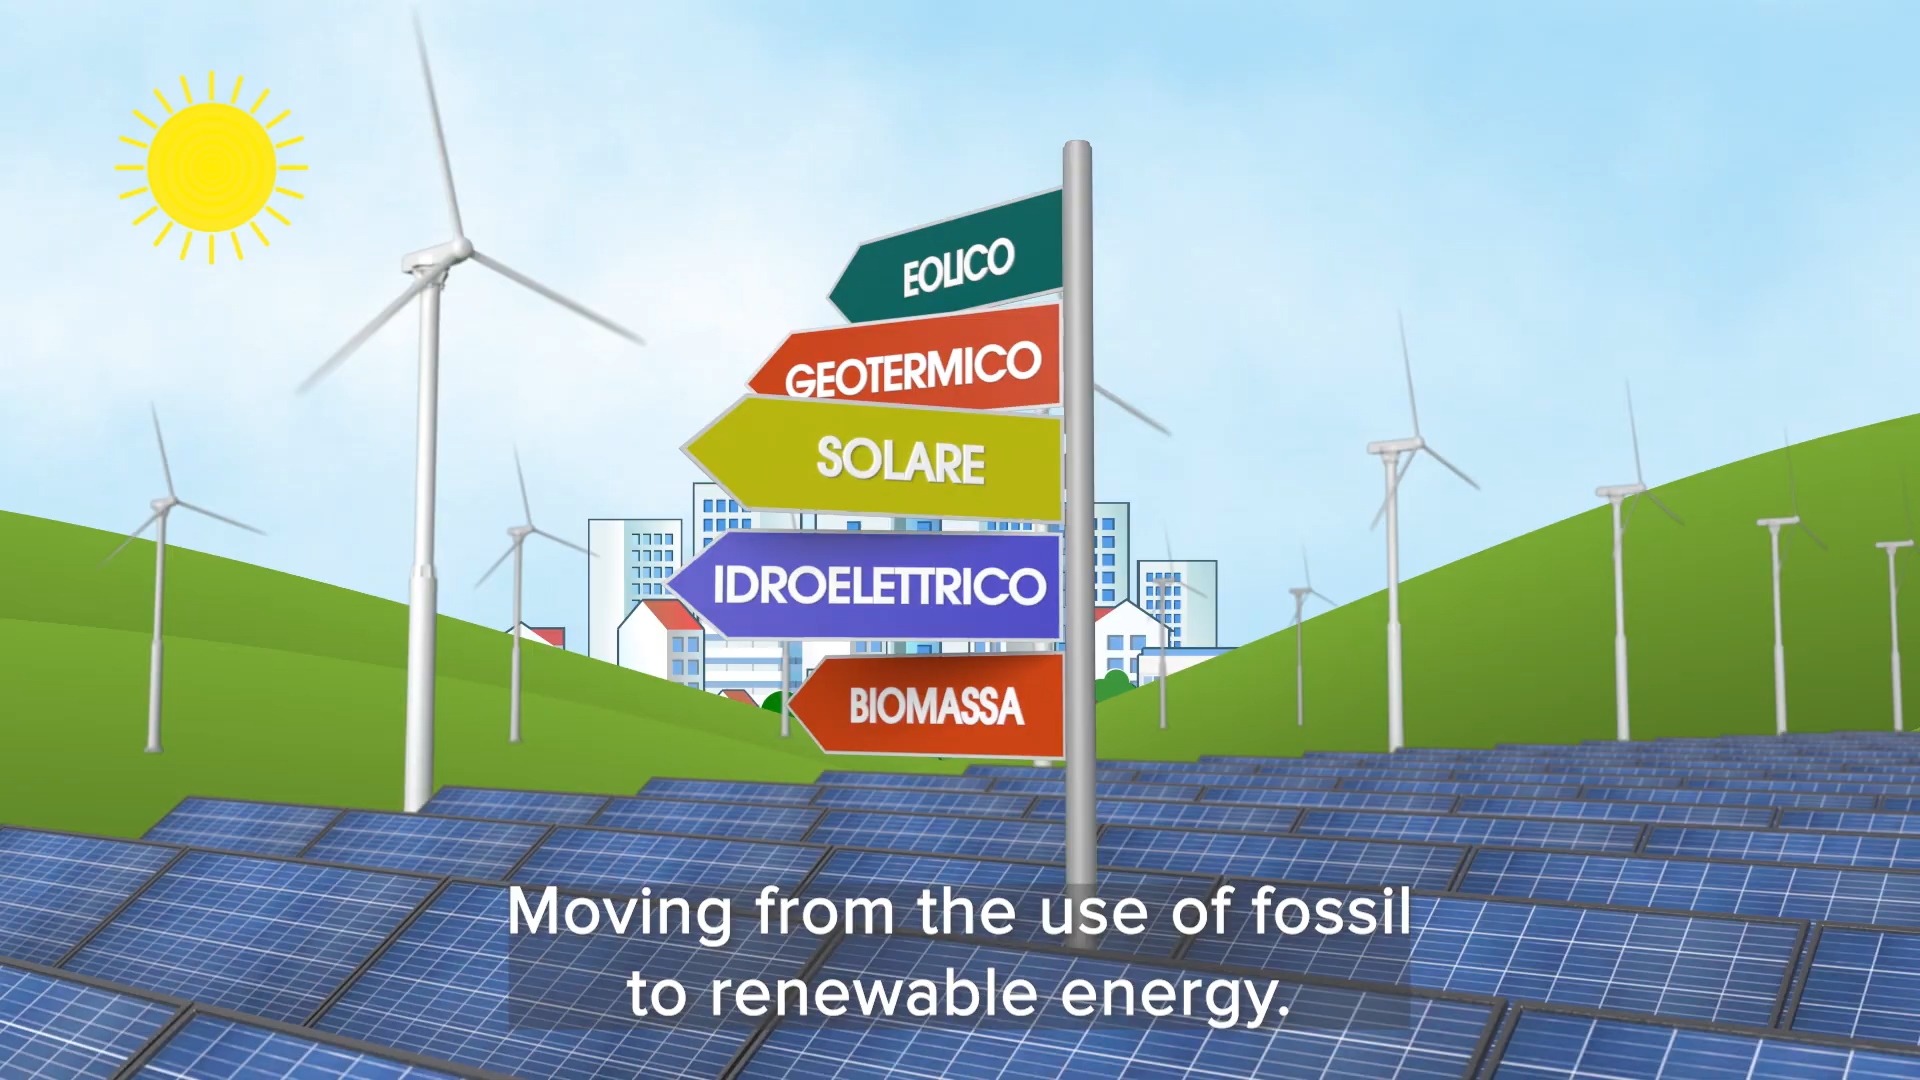 EOLICO
GEOTERMICO
SOLARE
IDROELETTRICO
BIOMASSA
Moving from the use of fossil
to renewable energy.